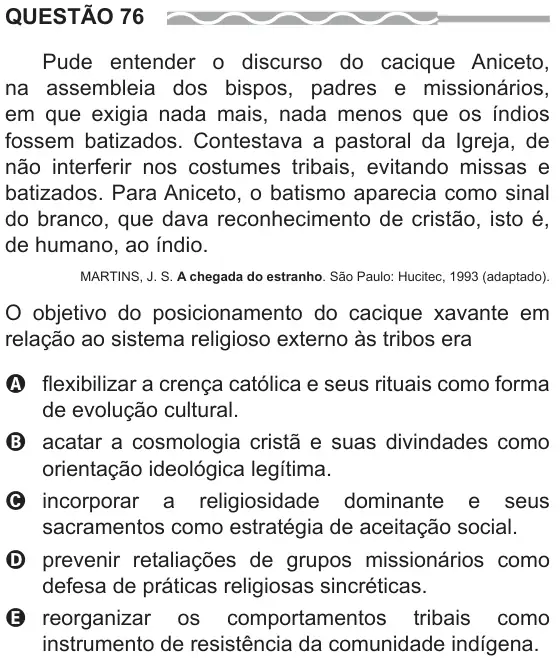 QUESTÃO 76
Pude entender o discurso do cacique Aniceto,
na assembleia dos bispos, padres e missionários,
em que exigia nada mais, nada menos que os índios
fossem batizados. Contestava a pastoral da Igreja, de
não interferir nos costumes tribais, evitando missas e
batizados. Para Aniceto, o batismo aparecia como sinal
do branco, que dava reconhecimento de cristão, isto é,
de humano, ao índio.
MARTINS, J. S. A chegada do estranho. São Paulo: Hucitec, 1993 (adaptado).
O objetivo do posicionamento do cacique xavante em
relação ao sistema religioso externo às tribos era
A flexibilizar a crença católica e seus rituais como forma
de evolução cultural.
B acatar a cosmologia cristã e suas divindades como
orientação ideológica legítima.
C incorporar a religiosidade dominante e seus
sacramentos como estratégia de aceitação social.
D prevenir retaliações de grupos missionários como
defesa de práticas religiosas sincréticas.
E reorganizar os comportamentos tribais como
instrumento de resistência da comunidade indígena.